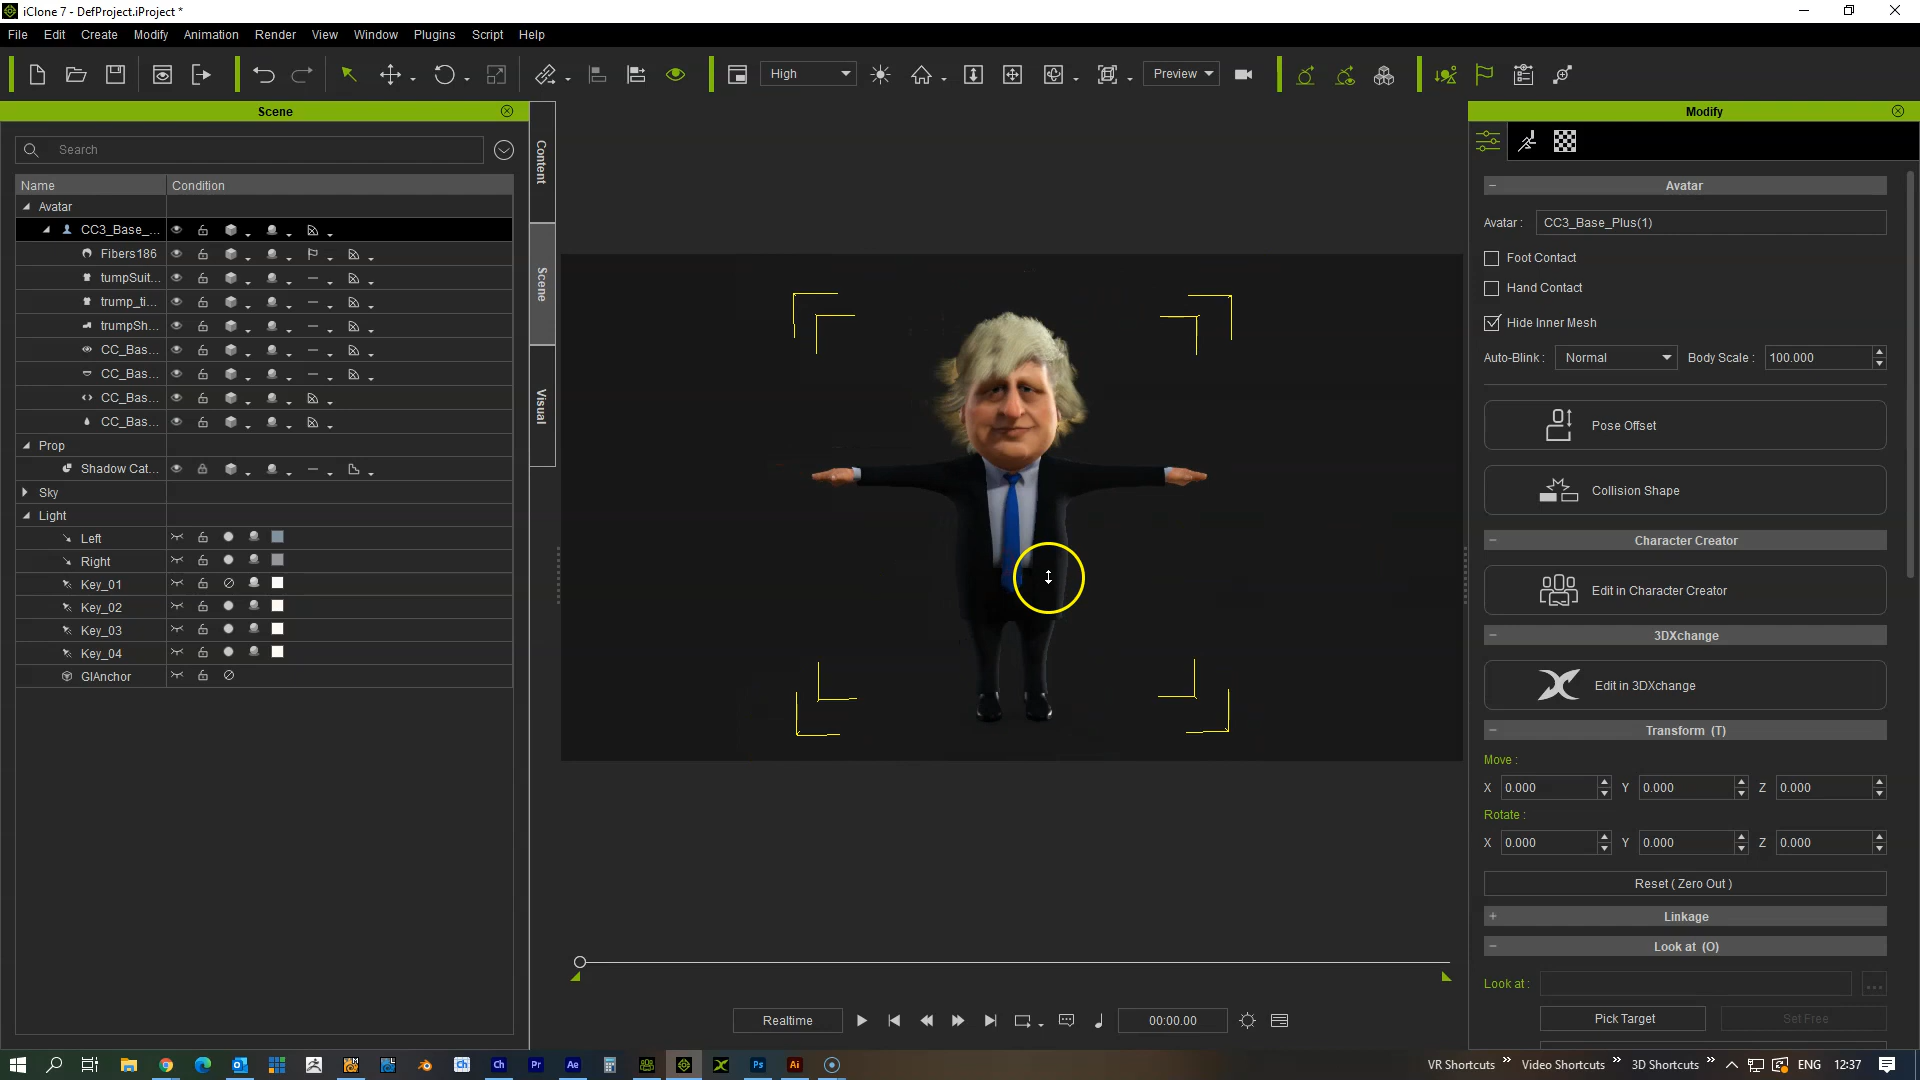 iClone 7 - DefProject.iProject *
File Edit Create Modify Animation Render View Window Plugins Script Help
High
Preview
Scene
Search
Name Condition
Avatar
CC3_Base_...
Fibers186
tumpSuit...
trump_ti...
trumpSh...
CC_Bas...
CC_Bas...
CC_Bas...
CC_Bas...
Prop
Shadow Cat...
Sky
Light
Left
Right
Key_01
Key_02
Key_03
Key_04
GIAnchor
Content
Scene
Visual
Modify
Avatar
Avatar : CC3_Base_Plus(1)
Foot Contact
Hand Contact
Hide Inner Mesh
Auto-Blink : Normal Body Scale : 100.000
Pose Offset
Collision Shape
Character Creator
Edit in Character Creator
3DXchange
Edit in 3DXchange
Transform (T)
Move :
X 0.000 Y 0.000 Z 0.000
Rotate :
X 0.000 Y 0.000 Z 0.000
Reset ( Zero Out )
Linkage
Look at (O)
Look at : ...
Pick Target Set Free
Realtime 00:00.00
Ch Ch Pr Ae Ps Ai
VR Shortcuts » Video Shortcuts » 3D Shortcuts » ENG 12:37